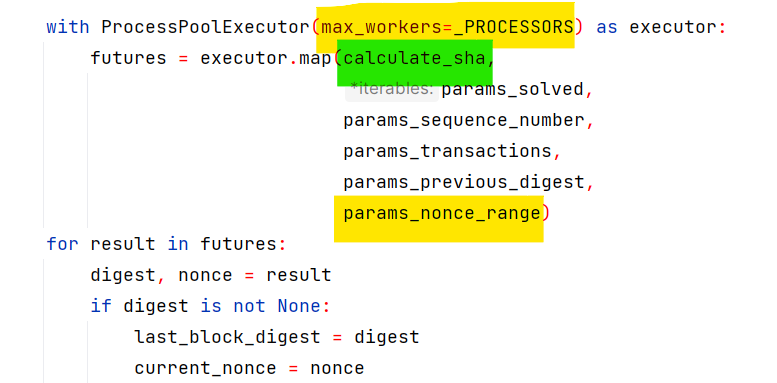 with ProcessPoolExecutor(max_workers=_PROCESSORS) as executor:
    futures = executor.map(calculate_sha,
                           *iterables: params_solved,
                           params_sequence_number,
                           params_transactions,
                           params_previous_digest,
                           params_nonce_range)
for result in futures:
    digest, nonce = result
    if digest is not None:
        last_block_digest = digest
        current_nonce = nonce